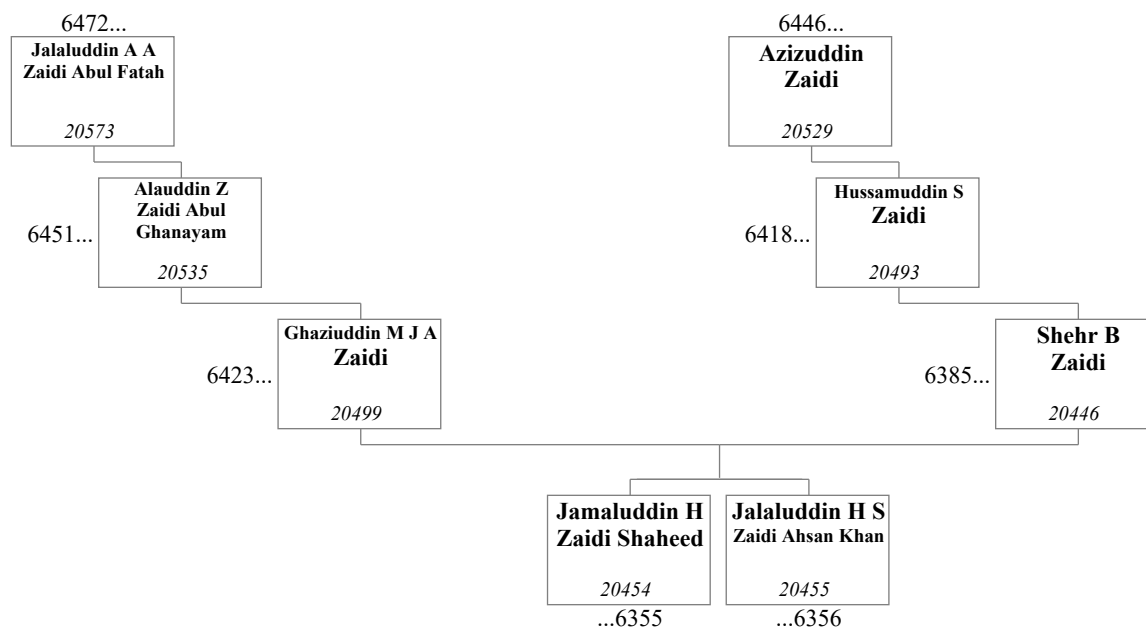 6472...
Jalaluddin A A
Zaidi Abul Fatah
20573
6446...
Azizuddin
Zaidi
20529
6451...
Alauddin Z
Zaidi Abul
Ghanayam
20535
6418...
Hussamuddin S
Zaidi
20493
6423...
Ghaziuddin M J A
Zaidi
20499
6385...
Shehr B
Zaidi
20446
Jamaluddin H
Zaidi Shaheed
20454
...6355
Jalaluddin H S
Zaidi Ahsan Khan
20455
...6356